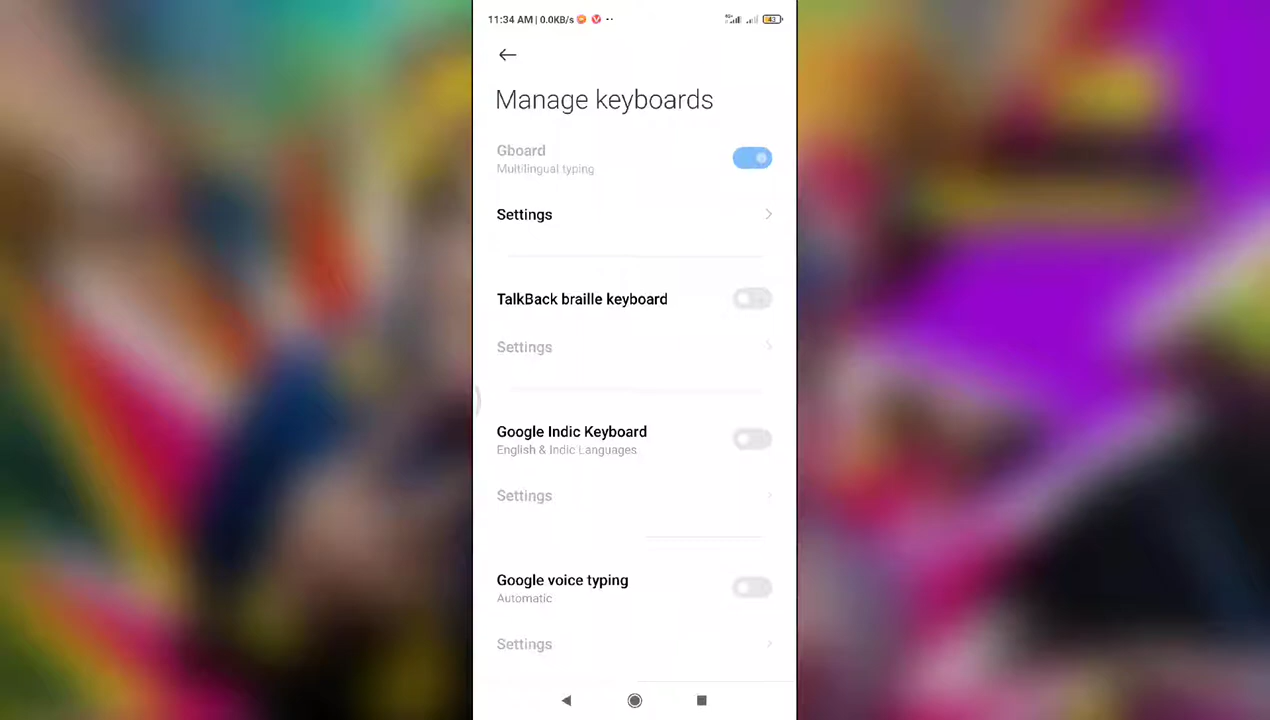 11:34 AM | 0.0KB/s
43
Manage keyboards
Gboard
Multilingual typing
Settings
TalkBack braille keyboard
Settings
Google Indic Keyboard
English & Indic Languages
Settings
Google voice typing
Automatic
Settings